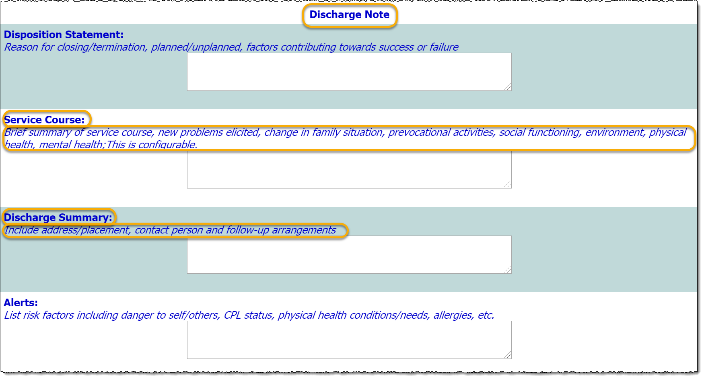 Discharge Note
Disposition Statement:
Reason for closing/termination, planned/unplanned, factors contributing towards success or failure
Service Course:
Brief summary of service course, new problems elicited, change in family situation, prevocational activities, social functioning, environment, physical
health, mental health;This is configurable.
Discharge Summary:
Include address/placement, contact person and follow-up arrangements
Alerts:
List risk factors including danger to self/others, CPL status, physical health conditions/needs, allergies, etc.